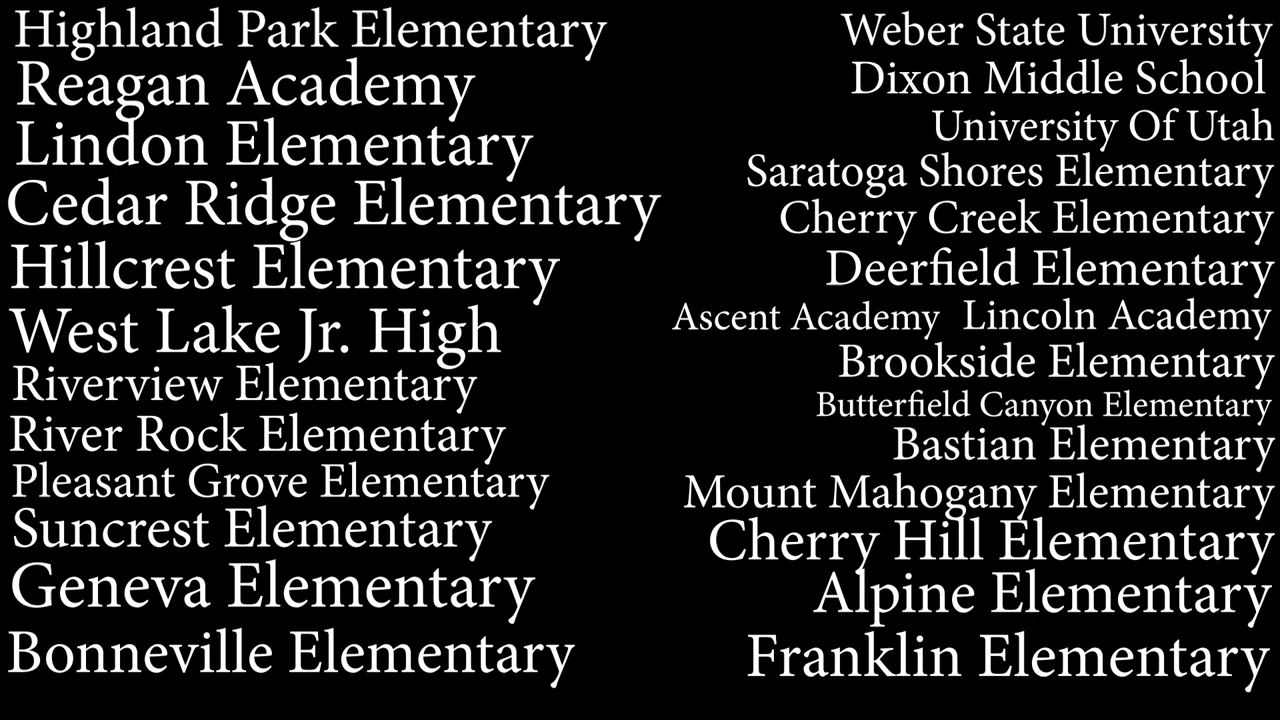 Highland Park Elementary
Reagan Academy
Lindon Elementary
Cedar Ridge Elementary
Hillcrest Elementary
West Lake Jr. High
Riverview Elementary
River Rock Elementary
Pleasant Grove Elementary
Suncrest Elementary
Geneva Elementary
Bonneville Elementary
Weber State University
Dixon Middle School
University Of Utah
Saratoga Shores Elementary
Cherry Creek Elementary
Deerfield Elementary
Ascent Academy Lincoln Academy
Brookside Elementary
Butterfield Canyon Elementary
Bastian Elementary
Mount Mahogany Elementary
Cherry Hill Elementary
Alpine Elementary
Franklin Elementary